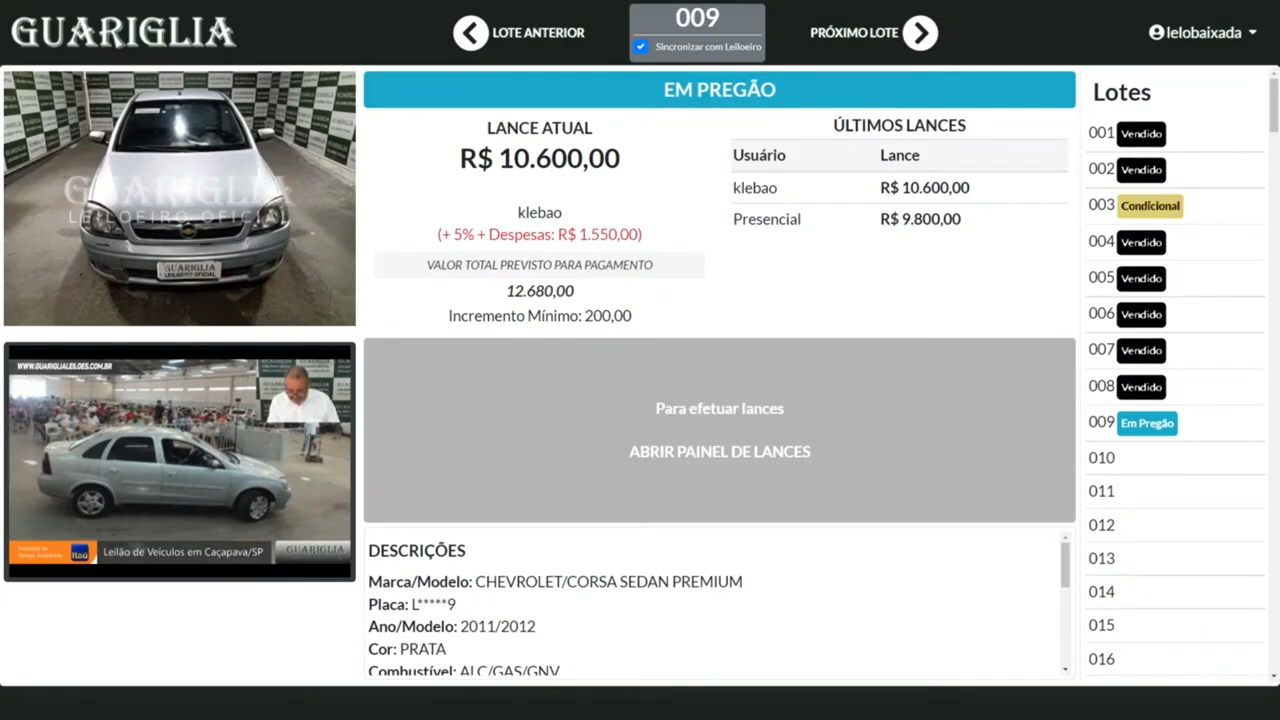 GUARIGLIA
LOTE ANTERIOR
009
Sincronizar com Leiloeiro
PRÓXIMO LOTE
lelobaixada
GUARIGLIA
LEILOEIRO OFICIAL
GUARIGLIA
LEILOEIRO OFICIAL
WWW.GUARIGLIALEILOES.COM.BR
Itaú
Leilão de Veículos em Caçapava/SP
GUARIGLIA
EM PREGÃO
LANCE ATUAL
R$ 10.600,00
klebao
(+ 5% + Despesas: R$ 1.550,00)
VALOR TOTAL PREVISTO PARA PAGAMENTO
12.680,00
Incremento Mínimo: 200,00
ÚLTIMOS LANCES
Usuário Lance
klebao R$ 10.600,00
Presencial R$ 9.800,00
Para efetuar lances
ABRIR PAINEL DE LANCES
DESCRIÇÕES
Marca/Modelo: CHEVROLET/CORSA SEDAN PREMIUM
Placa: L*****9
Ano/Modelo: 2011/2012
Cor: PRATA
Combustível: ALC/GAS/GNV
Lotes
001 Vendido
002 Vendido
003 Condicional
004 Vendido
005 Vendido
006 Vendido
007 Vendido
008 Vendido
009 Em Pregão
010
011
012
013
014
015
016